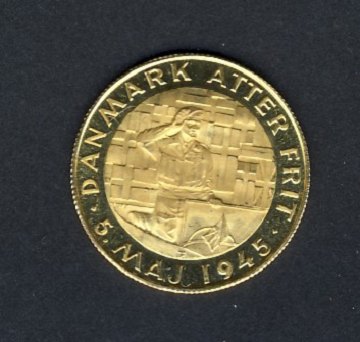 DANMARK ATTER FRIT
· 5. MAJ 1945 ·